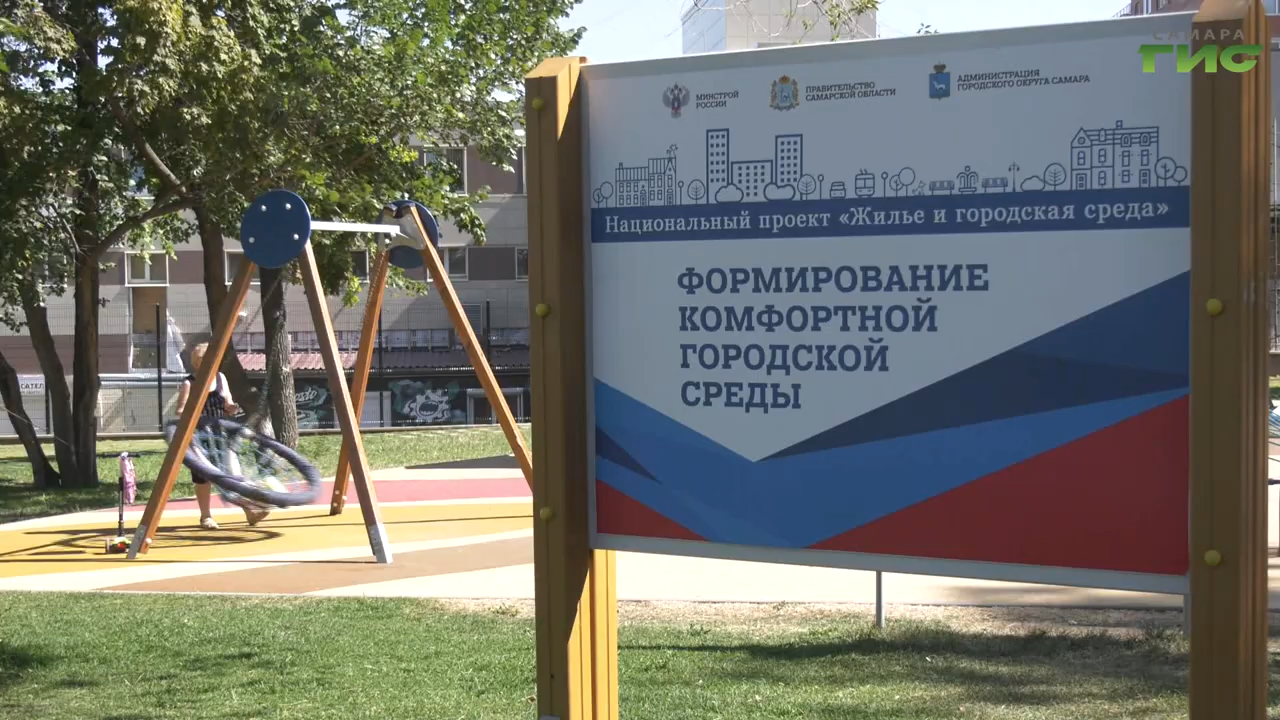 САМАРА
ГИС
МИНСТРОЙ
РОССИИ
ПРАВИТЕЛЬСТВО
САМАРСКОЙ ОБЛАСТИ
АДМИНИСТРАЦИЯ
ГОРОДСКОГО ОКРУГА САМАРА
Национальный проект «Жилье и городская среда»
ФОРМИРОВАНИЕ
КОМФОРТНОЙ
ГОРОДСКОЙ
СРЕДЫ